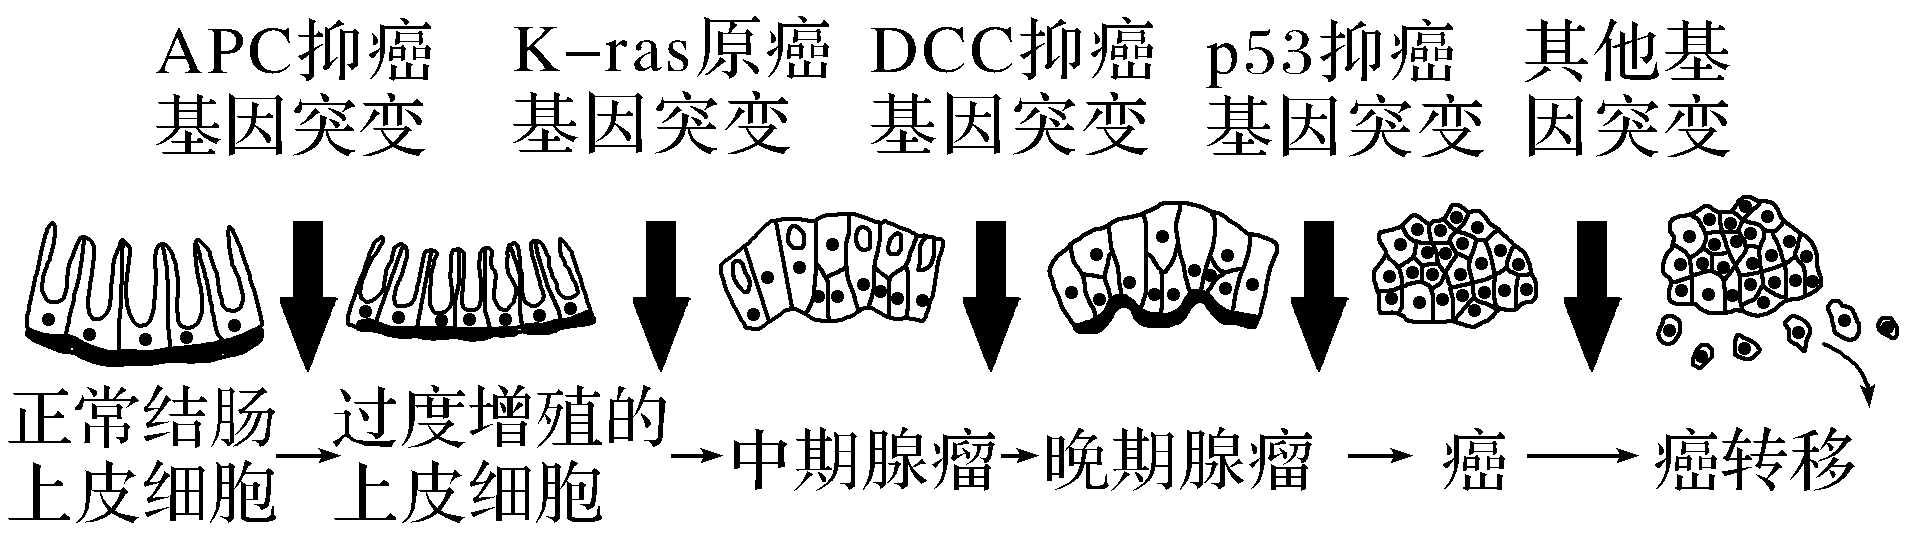 APC抑癌
基因突变
K-ras原癌
基因突变
DCC抑癌
基因突变
p53抑癌
基因突变
其他基
因突变
正常结肠
上皮细胞
过度增殖的
上皮细胞
中期腺瘤
晚期腺瘤
癌
癌转移